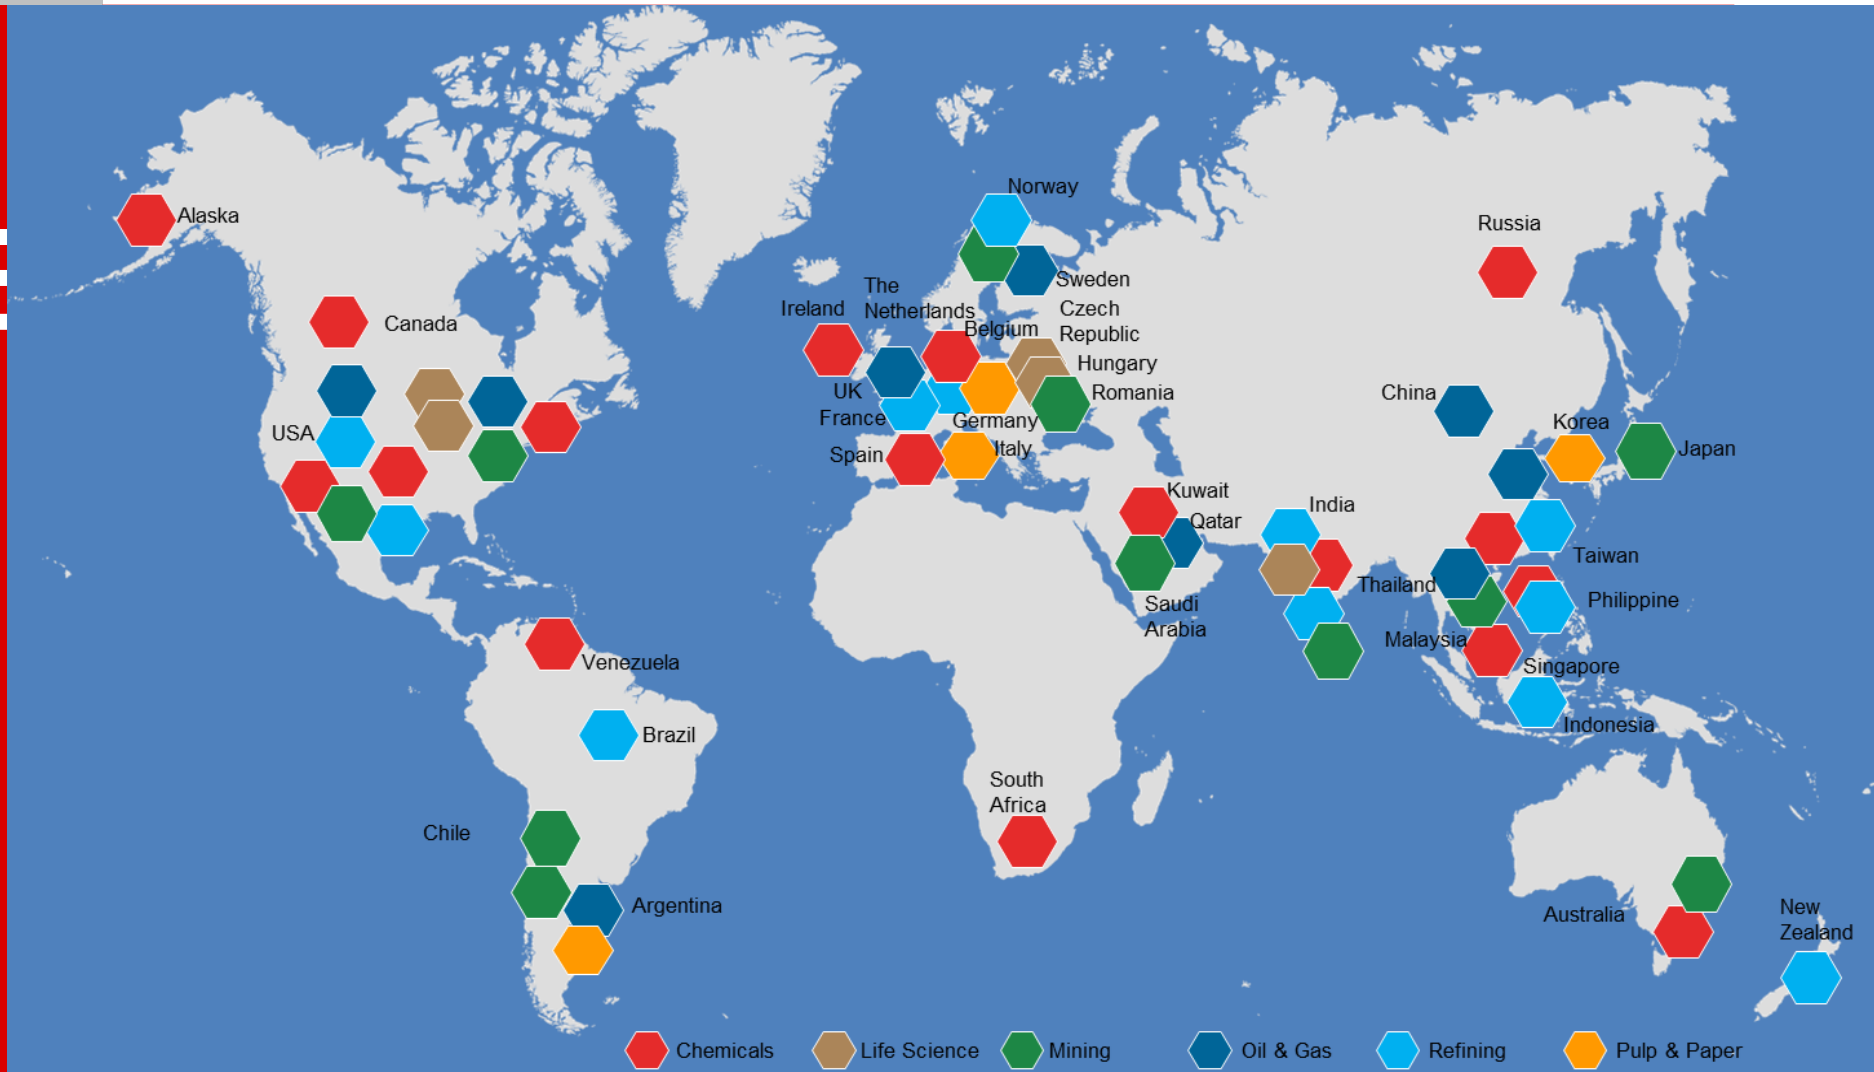 Norway
Alaska
Russia
Sweden
The
Netherlands
Ireland
Czech
Republic
Canada
Belgium
Hungary
UK
Romania
China
France
Germany
Korea
USA
Spain
Italy
Japan
Kuwait
India
Qatar
Taiwan
Thailand
Philippine
Saudi
Arabia
Malaysia
Venezuela
Singapore
Indonesia
Brazil
South
Africa
Chile
Argentina
Australia
New
Zealand
Chemicals
Life Science
Mining
Oil & Gas
Refining
Pulp & Paper